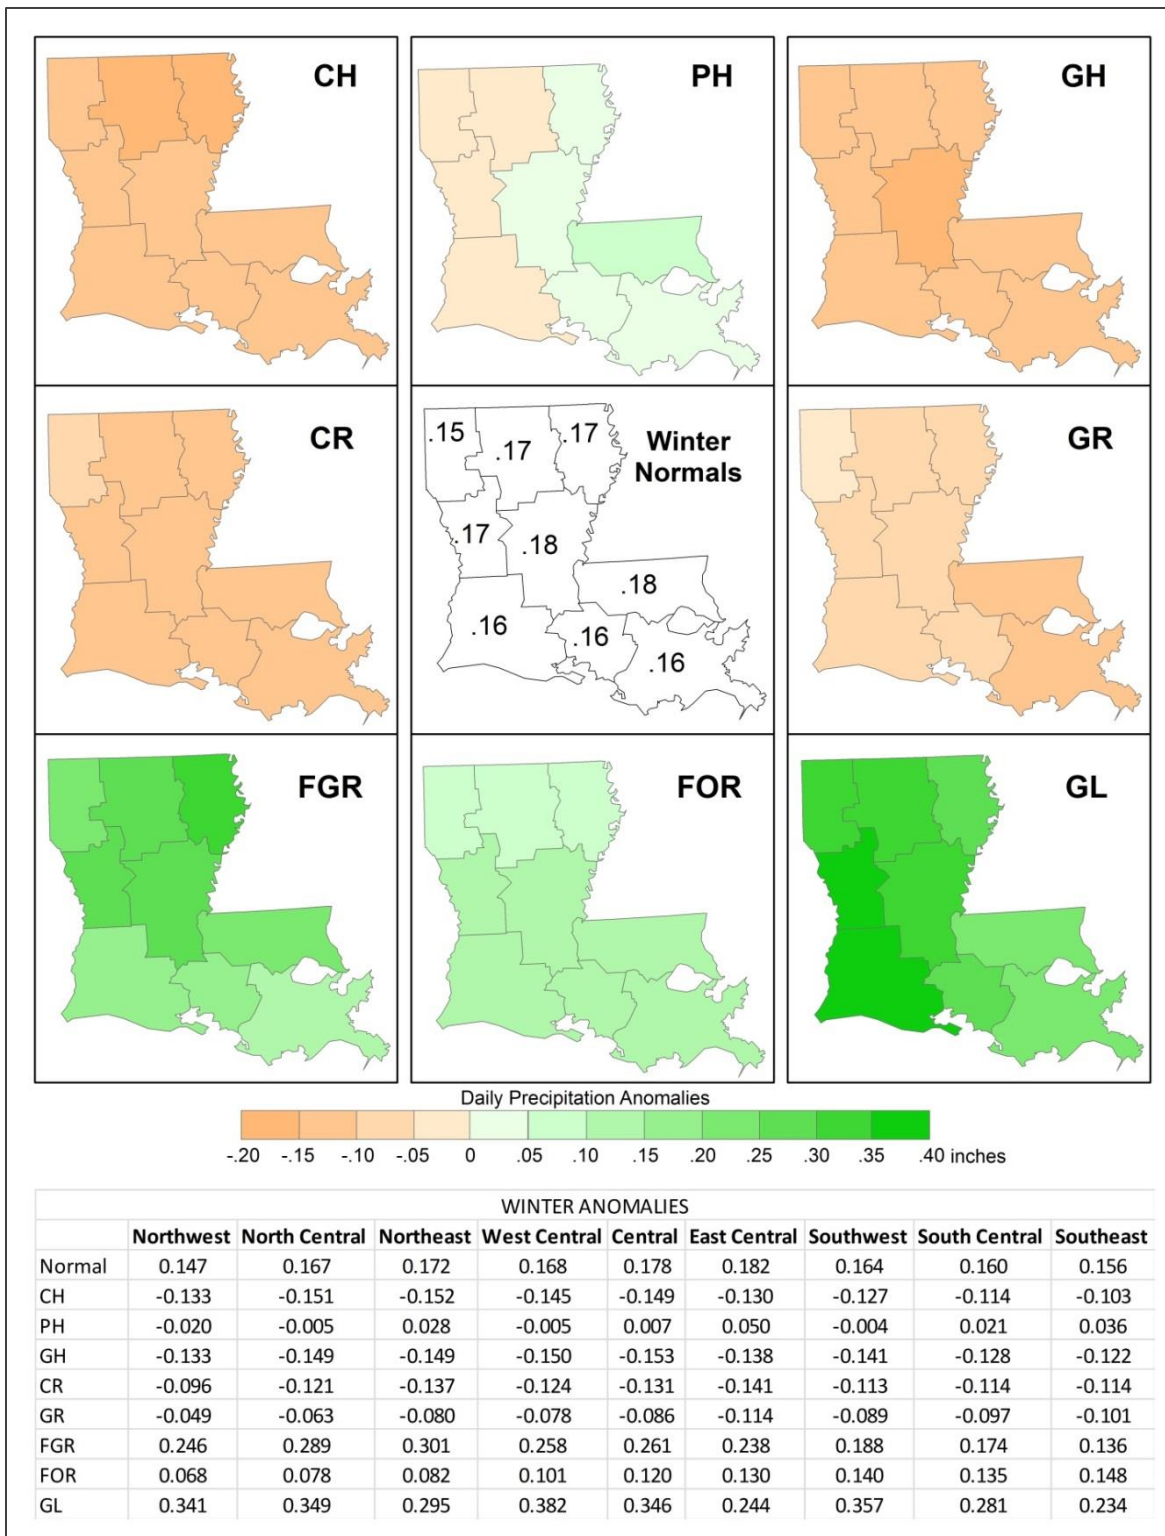 CH
PH
GH
CR
Winter
Normals
.15
.17
.17
.17
.18
.18
.16
.16
.16
GR
FGR
FOR
GL
Daily Precipitation Anomalies
-.20 -.15 -.10 -.05 0 .05 .10 .15 .20 .25 .30 .35 .40 inches
WINTER ANOMALIES
Northwest North Central Northeast West Central Central East Central Southwest South Central Southeast
Normal 0.147 0.167 0.172 0.168 0.178 0.182 0.164 0.160 0.156
CH -0.133 -0.151 -0.152 -0.145 -0.149 -0.130 -0.127 -0.114 -0.103
PH -0.020 -0.005 0.028 -0.005 0.007 0.050 -0.004 0.021 0.036
GH -0.133 -0.149 -0.149 -0.150 -0.153 -0.138 -0.141 -0.128 -0.122
CR -0.096 -0.121 -0.137 -0.124 -0.131 -0.141 -0.113 -0.114 -0.114
GR -0.049 -0.063 -0.080 -0.078 -0.086 -0.114 -0.089 -0.097 -0.101
FGR 0.246 0.289 0.301 0.258 0.261 0.238 0.188 0.174 0.136
FOR 0.068 0.078 0.082 0.101 0.120 0.130 0.140 0.135 0.148
GL 0.341 0.349 0.295 0.382 0.346 0.244 0.357 0.281 0.234